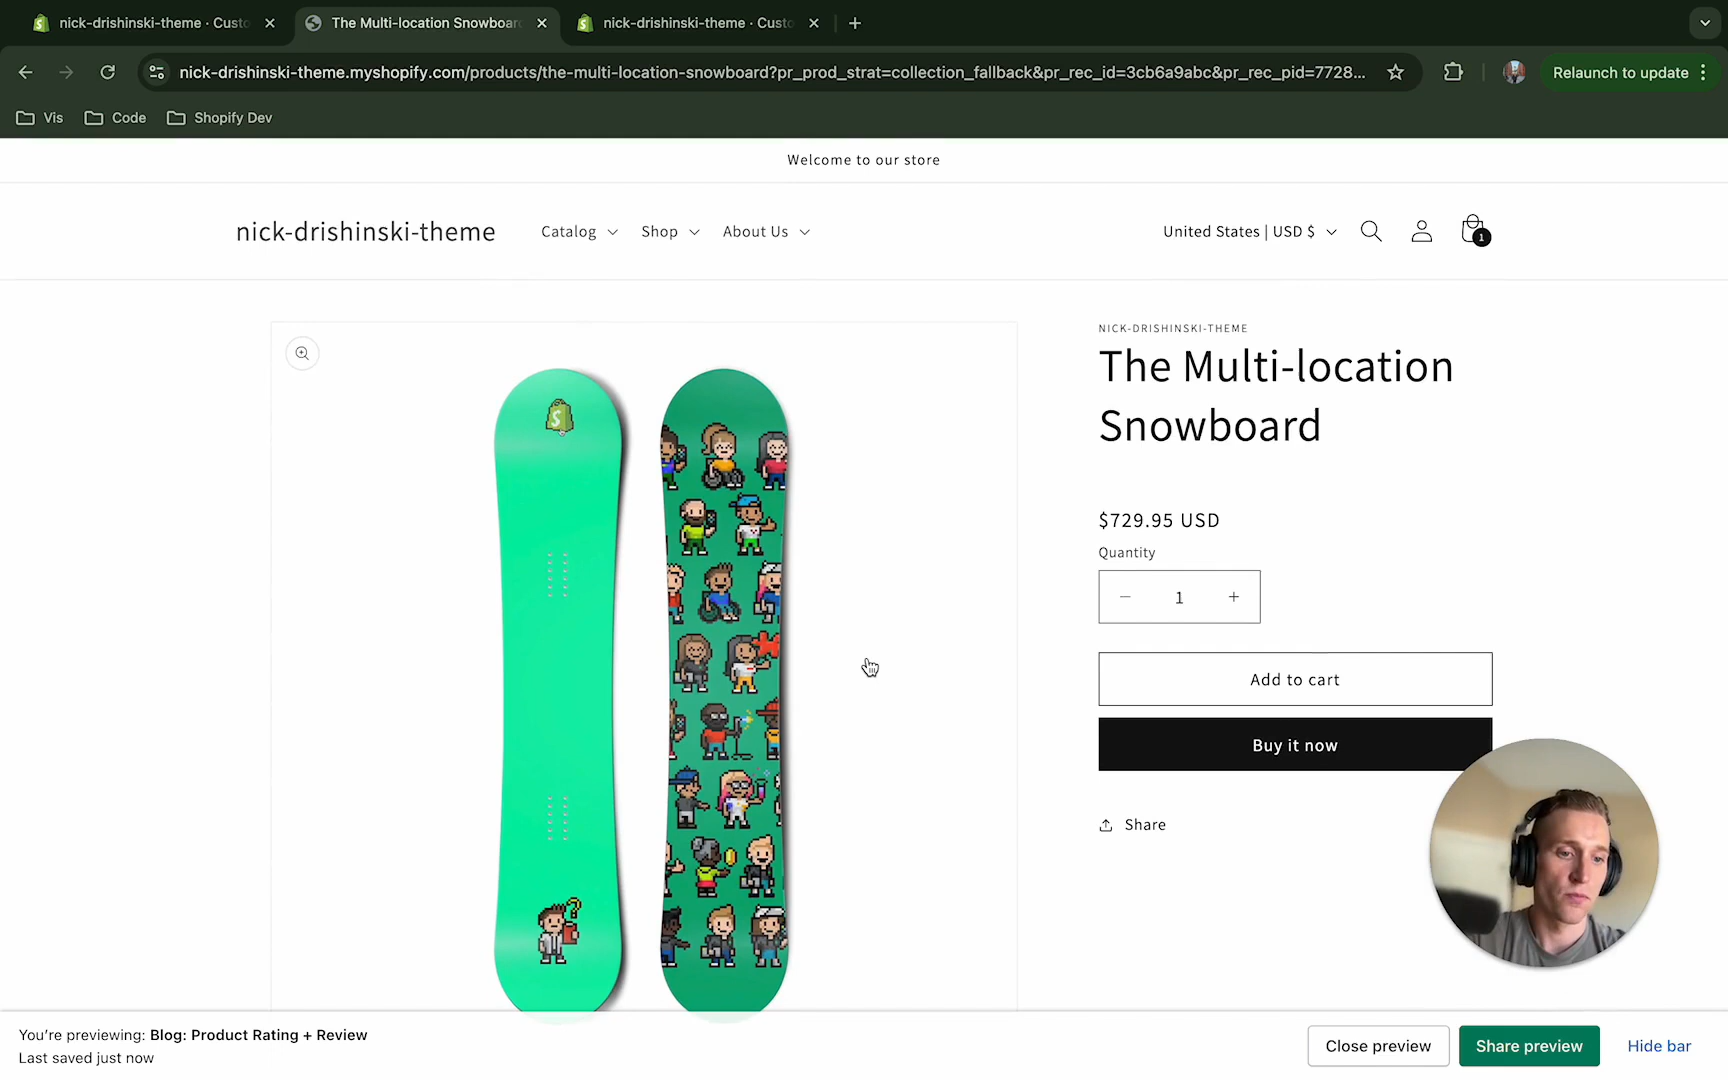 nick-drishinski-theme · Custo
The Multi-location Snowboar
nick-drishinski-theme · Custo
nick-drishinski-theme.myshopify.com/products/the-multi-location-snowboard?pr_prod_strat=collection_fallback&pr_rec_id=3cb6a9abc&pr_rec_pid=7728...
Relaunch to update
Vis
Code
Shopify Dev
Welcome to our store
nick-drishinski-theme
Catalog
Shop
About Us
United States | USD $
1
NICK-DRISHINSKI-THEME
The Multi-location
Snowboard
$729.95 USD
Quantity
− 1 +
Add to cart
Buy it now
Share
You're previewing: Blog: Product Rating + Review
Last saved just now
Close preview
Share preview
Hide bar